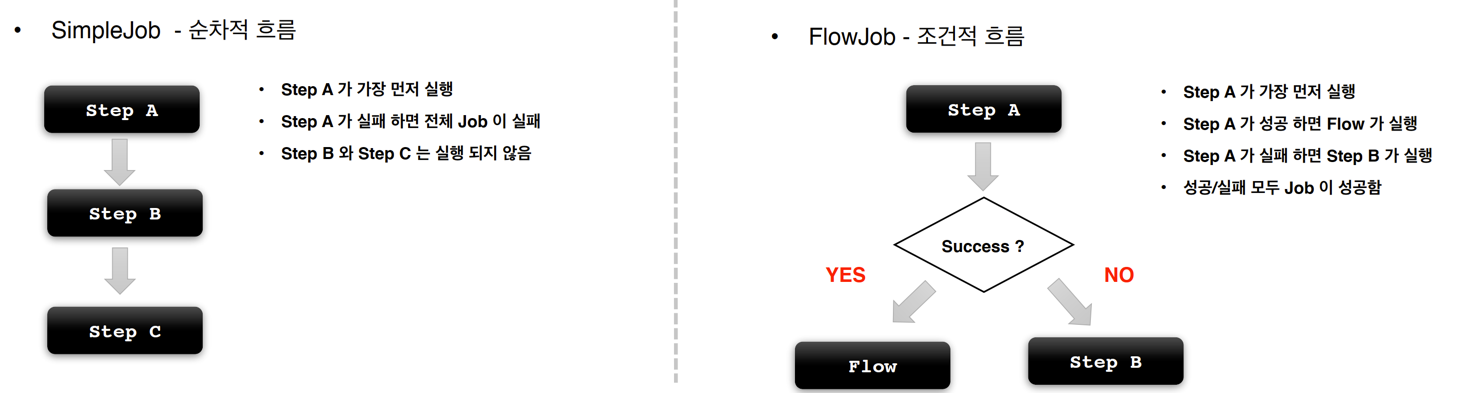 • SimpleJob - 순차적 흐름
Step A
Step B
Step C
• Step A 가 가장 먼저 실행
• Step A 가 실패 하면 전체 Job 이 실패
• Step B 와 Step C 는 실행 되지 않음
• FlowJob - 조건적 흐름
Step A
Success ?
YES
NO
Flow
Step B
• Step A 가 가장 먼저 실행
• Step A 가 성공 하면 Flow 가 실행
• Step A 가 실패 하면 Step B 가 실행
• 성공/실패 모두 Job 이 성공함